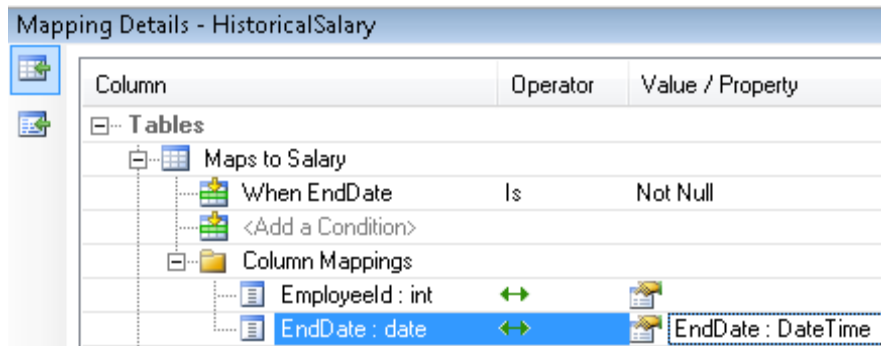 Mapping Details - HistoricalSalary
Column Operator Value / Property
Tables
Maps to Salary
When EndDate Is Not Null
<Add a Condition>
Column Mappings
EmployeeId : int
EndDate : date EndDate : DateTime